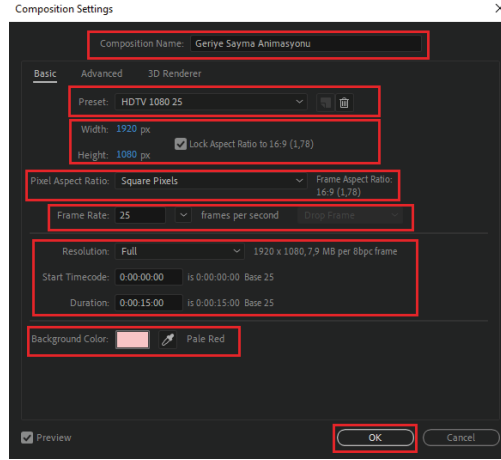 Composition Settings
Composition Name: Geriye Sayma Animasyonu
Basic Advanced 3D Renderer
Preset: HDTV 1080 25
Width: 1920 px
Lock Aspect Ratio to 16:9 (1,78)
Height: 1080 px
Pixel Aspect Ratio: Square Pixels Frame Aspect Ratio:
16:9 (1,78)
Frame Rate: 25 frames per second Drop Frame
Resolution: Full 1920 x 1080, 7,9 MB per 8bpc frame
Start Timecode: 0:00:00:00 is 0:00:00:00 Base 25
Duration: 0:00:15:00 is 0:00:15:00 Base 25
Background Color: Pale Red
Preview OK Cancel